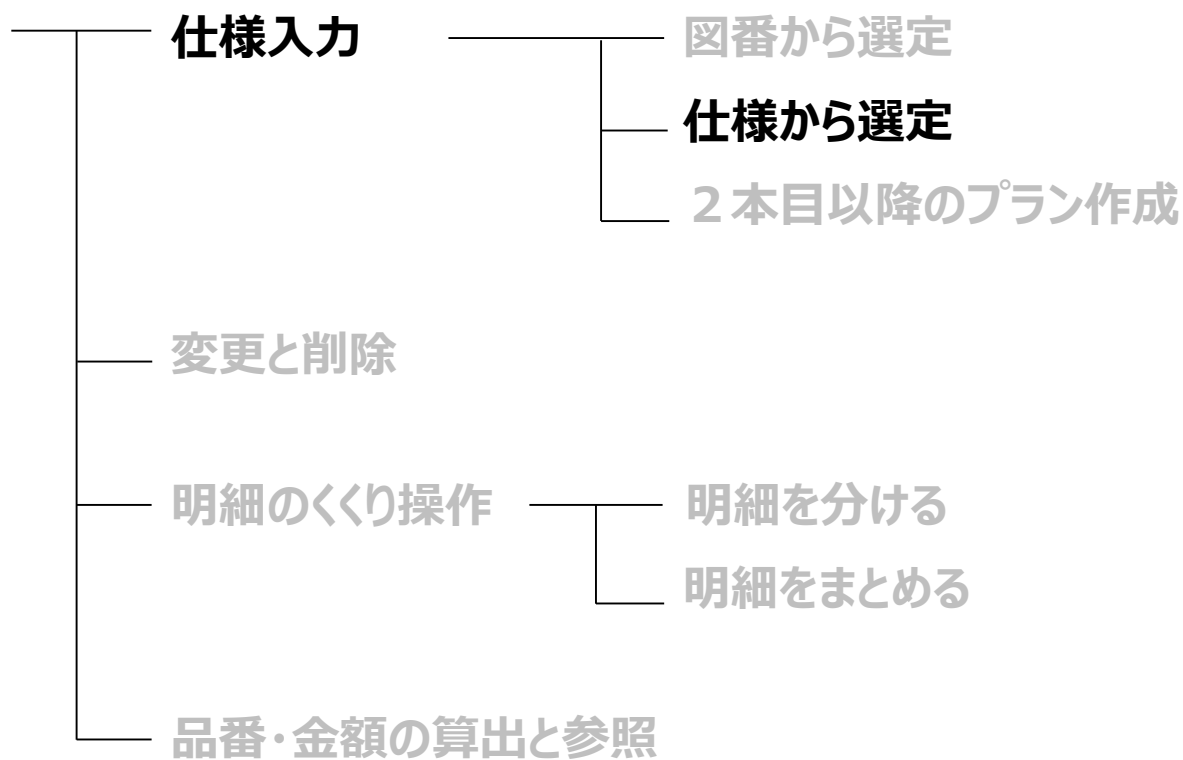 仕様入力
図番から選定
仕様から選定
２本目以降のプラン作成
変更と削除
明細のくくり操作
明細を分ける
明細をまとめる
品番・金額の算出と参照